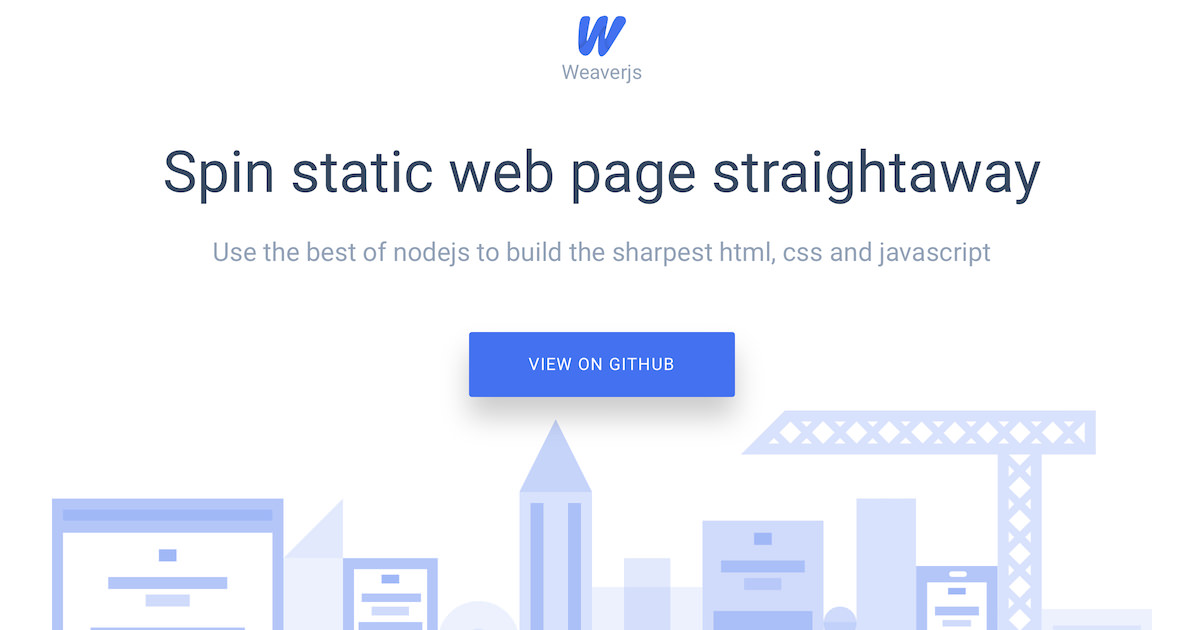 Weaverjs
Spin static web page straightaway
Use the best of nodejs to build the sharpest html, css and javascript
VIEW ON GITHUB